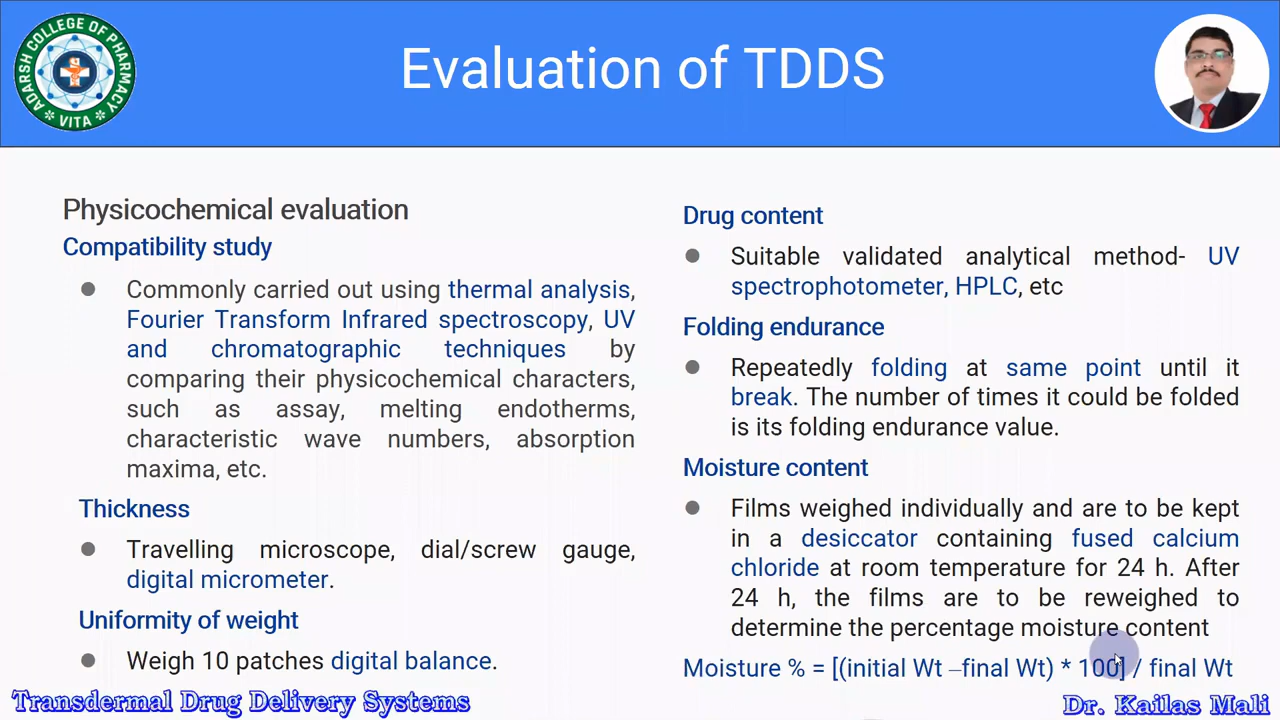 ADARSH COLLEGE OF PHARMACY
* VITA *
Evaluation of TDDS
Physicochemical evaluation
Compatibility study
Commonly carried out using thermal analysis,
Fourier Transform Infrared spectroscopy, UV
and chromatographic techniques by
comparing their physicochemical characters,
such as assay, melting endotherms,
characteristic wave numbers, absorption
maxima, etc.
Thickness
Travelling microscope, dial/screw gauge,
digital micrometer.
Uniformity of weight
Weigh 10 patches digital balance.
Drug content
Suitable validated analytical method- UV
spectrophotometer, HPLC, etc
Folding endurance
Repeatedly folding at same point until it
break. The number of times it could be folded
is its folding endurance value.
Moisture content
Films weighed individually and are to be kept
in a desiccator containing fused calcium
chloride at room temperature for 24 h. After
24 h, the films are to be reweighed to
determine the percentage moisture content
Moisture % = [(initial Wt –final Wt) * 100] / final Wt
Transdermal Drug Delivery Systems
Dr. Kailas Mali